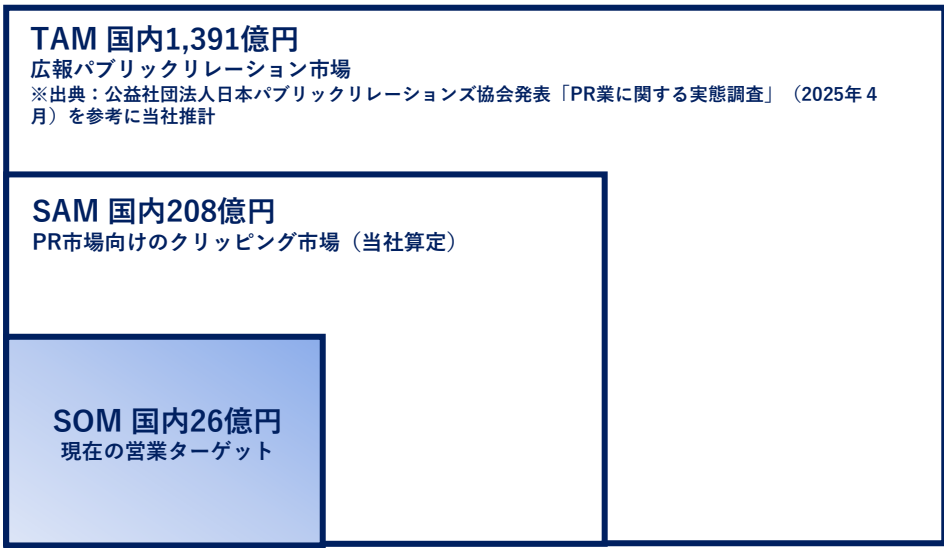 TAM 国内1,391億円
広報パブリックリレーション市場
※出典：公益社団法人日本パブリックリレーションズ協会発表「PR業に関する実態調査」（2025年４
月）を参考に当社推計
SAM 国内208億円
PR市場向けのクリッピング市場（当社算定）
SOM 国内26億円
現在の営業ターゲット